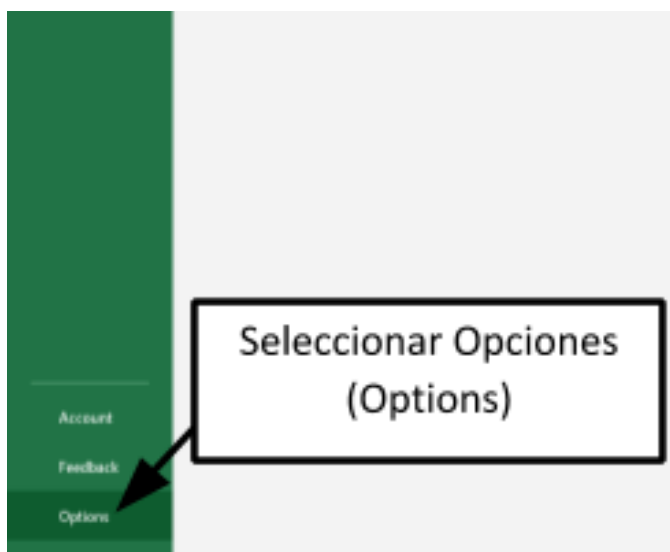 Seleccionar Opciones
(Options)
Account
Feedback
Options